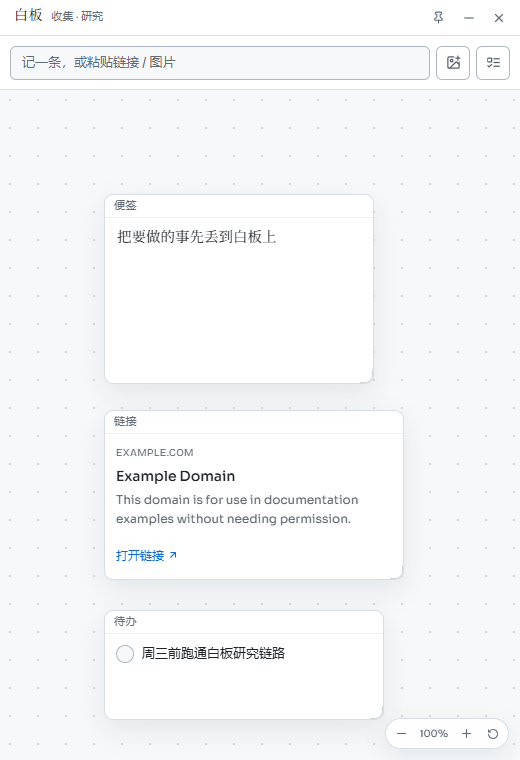 白板 收集 · 研究
记一条，或粘贴链接 / 图片
便签
把要做的事先丢到白板上
链接
EXAMPLE.COM
Example Domain
This domain is for use in documentation
examples without needing permission.
打开链接
待办
周三前跑通白板研究链路
100%